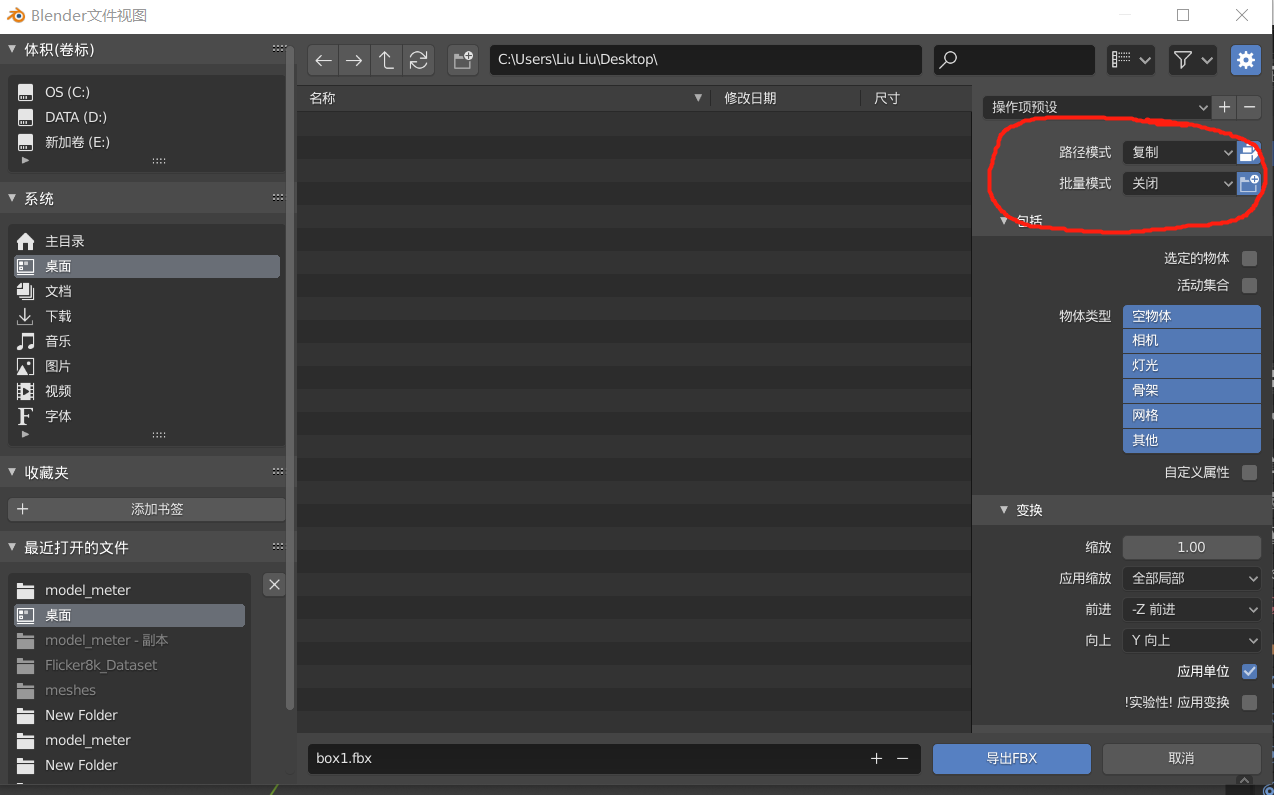 Blender文件视图
体积(卷标)
OS (C:)
DATA (D:)
新加卷 (E:)
系统
主目录
桌面
文档
下载
音乐
图片
视频
字体
收藏夹
添加书签
最近打开的文件
model_meter
桌面
model_meter - 副本
Flicker8k_Dataset
meshes
New Folder
model_meter
New Folder
C:\Users\Liu Liu\Desktop\
名称 修改日期 尺寸
操作项预设
路径模式 复制
批量模式 关闭
包括
选定的物体
活动集合
物体类型 空物体
相机
灯光
骨架
网格
其他
自定义属性
变换
缩放 1.00
应用缩放 全部局部
前进 -Z 前进
向上 Y 向上
应用单位
!实验性! 应用变换
box1.fbx
导出FBX
取消